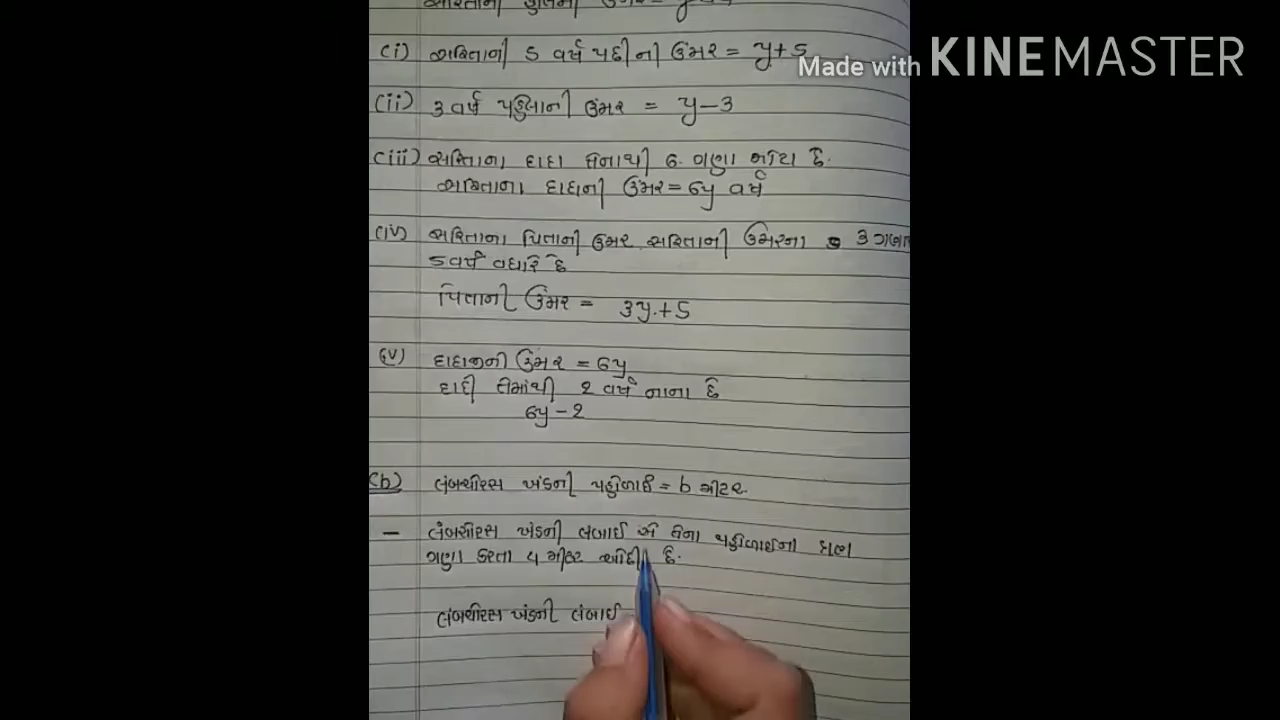 (i) સરિતાની 5 વર્ષ પછીની ઉંમર = y+5
Made with KINEMASTER
(ii) ૩ વર્ષ પહેલાની ઉંમર = y-3
(iii) સરિતાના દાદા તેનાથી 6 ગણા મોટા છે.
સરિતાના દાદાની ઉંમર = 6y વર્ષ
(iv) સરિતાના પિતાની ઉંમર સરિતાની ઉંમરના 3
5 વર્ષ વધારે છે
પિતાની ઉંમર = 3y+5
(v) દાદાજીની ઉંમર = 6y
દાદી તેમાંથી 2 વર્ષ નાના છે
6y-2
(b) લંબચોરસ ખંડની પહોળાઈ = b મીટર.
- લંબચોરસ ખંડની લંબાઈ એ તેના પહોળાઈના
ગણા કરતા 4 મીટર ઓછી છે.
લંબચોરસ ખંડની લંબાઈ